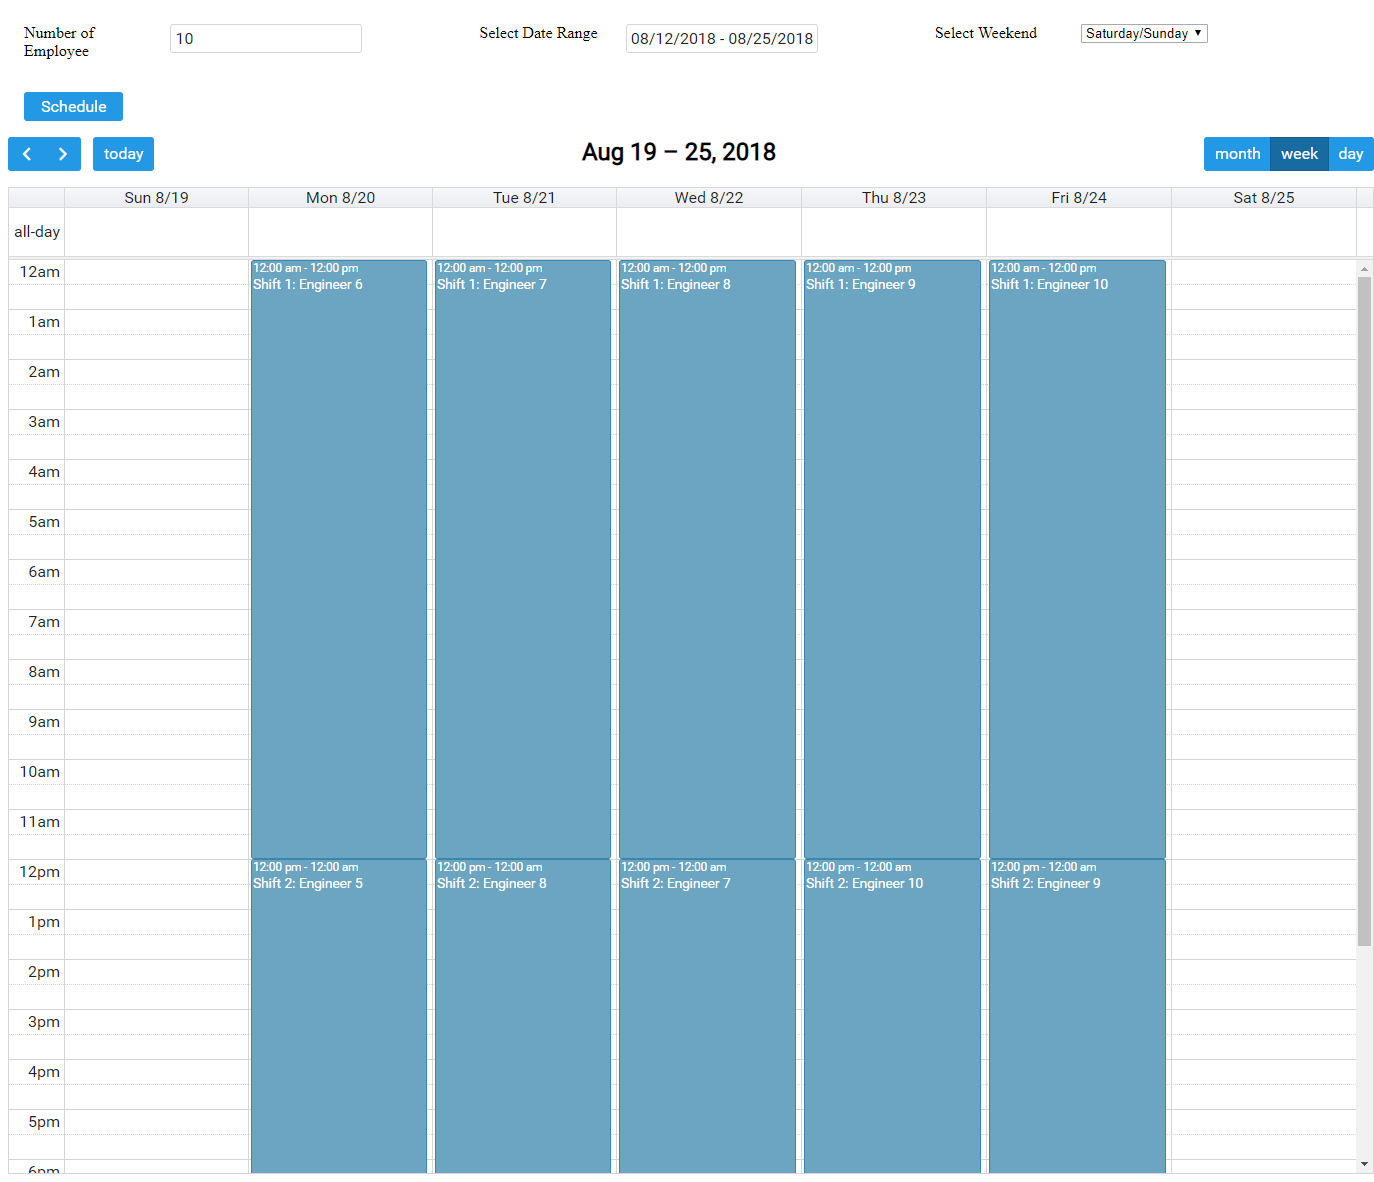 Number of Employee 10 Select Date Range 08/12/2018 - 08/25/2018 Select Weekend Saturday/Sunday
Schedule
today Aug 19 – 25, 2018 month week day
Sun 8/19 Mon 8/20 Tue 8/21 Wed 8/22 Thu 8/23 Fri 8/24 Sat 8/25
all-day
12am 12:00 am - 12:00 pm 12:00 am - 12:00 pm 12:00 am - 12:00 pm 12:00 am - 12:00 pm 12:00 am - 12:00 pm
Shift 1: Engineer 6 Shift 1: Engineer 7 Shift 1: Engineer 8 Shift 1: Engineer 9 Shift 1: Engineer 10
1am
2am
3am
4am
5am
6am
7am
8am
9am
10am
11am
12pm 12:00 pm - 12:00 am 12:00 pm - 12:00 am 12:00 pm - 12:00 am 12:00 pm - 12:00 am 12:00 pm - 12:00 am
Shift 2: Engineer 5 Shift 2: Engineer 8 Shift 2: Engineer 7 Shift 2: Engineer 10 Shift 2: Engineer 9
1pm
2pm
3pm
4pm
5pm
6pm